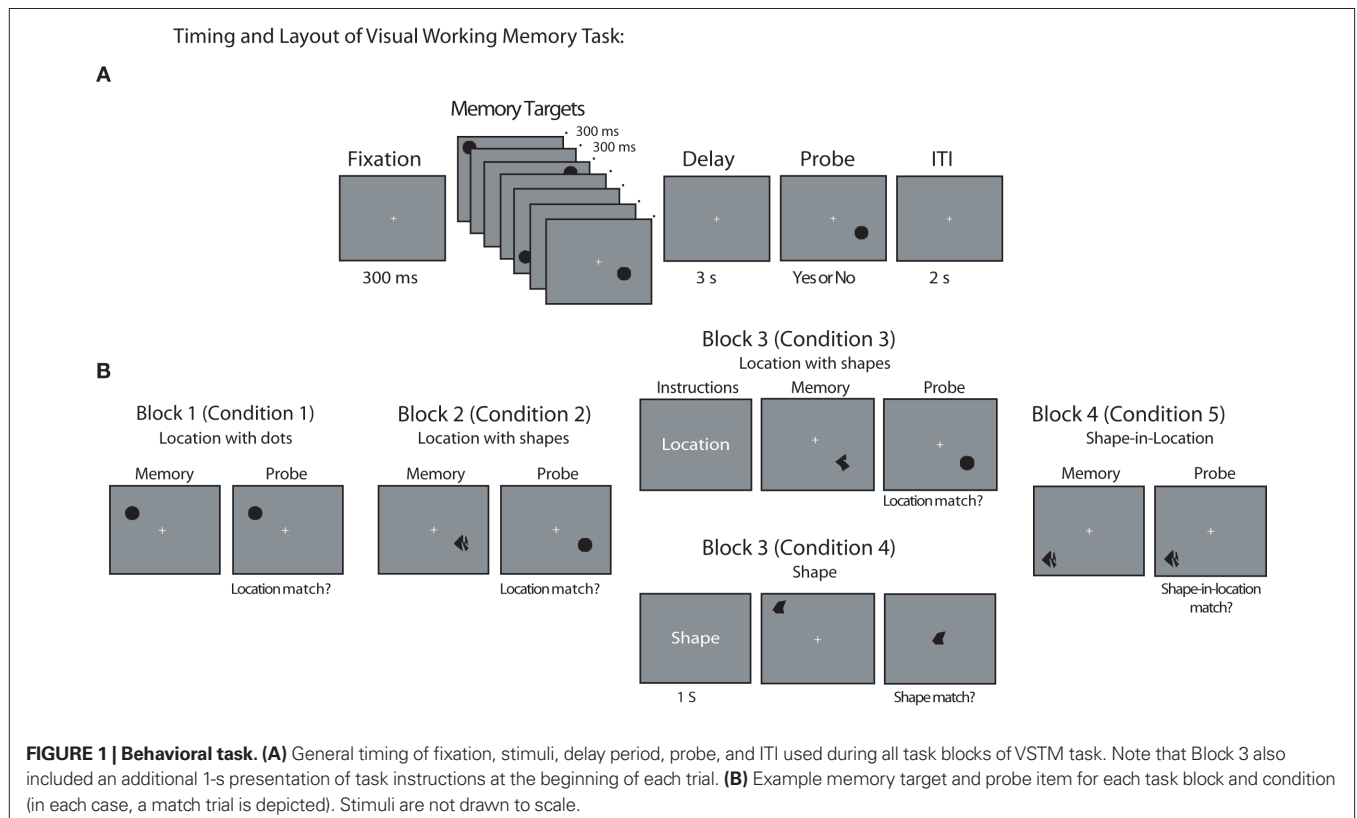 Timing and Layout of Visual Working Memory Task:
A
Memory Targets
300 ms
300 ms
Fixation
Delay
Probe
ITI
300 ms
3 s
Yes or No
2 s
B
Block 1 (Condition 1)
Location with dots
Memory
Probe
Location match?
Block 2 (Condition 2)
Location with shapes
Memory
Probe
Location match?
Block 3 (Condition 3)
Location with shapes
Instructions
Memory
Probe
Location
Location match?
Block 3 (Condition 4)
Shape
Shape
1 S
Shape match?
Block 4 (Condition 5)
Shape-in-Location
Memory
Probe
Shape-in-location
match?
FIGURE 1 | Behavioral task. (A) General timing of fixation, stimuli, delay period, probe, and ITI used during all task blocks of VSTM task. Note that Block 3 also
included an additional 1-s presentation of task instructions at the beginning of each trial. (B) Example memory target and probe item for each task block and condition
(in each case, a match trial is depicted). Stimuli are not drawn to scale.